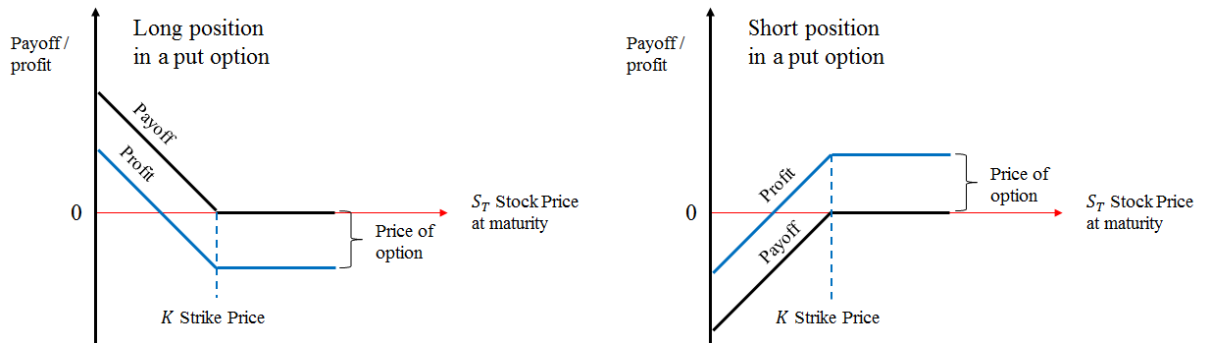 Long position
in a put option
Payoff /
profit
Payoff
Profit
0
Price of
option
S_T Stock Price
at maturity
K Strike Price
Short position
in a put option
Payoff /
profit
Profit
Payoff
0
Price of
option
S_T Stock Price
at maturity
K Strike Price